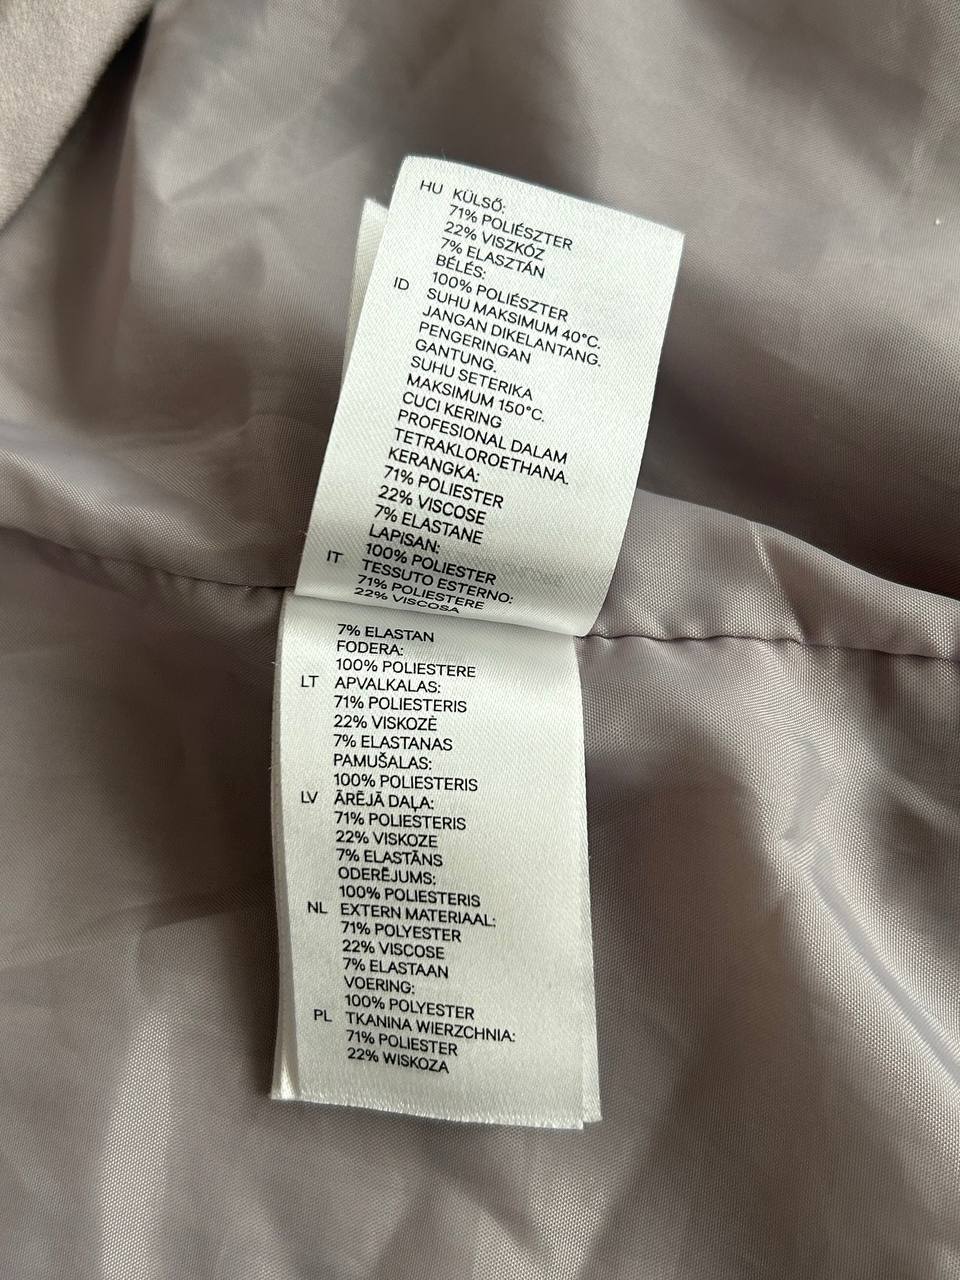 HU KÜLSŐ:
71% POLIÉSZTER
22% VISZKÓZ
7% ELASZTÁN
BÉLÉS:
100% POLIÉSZTER
ID SUHU MAKSIMUM 40°C.
JANGAN DIKELANTANG.
PENGERINGAN
GANTUNG.
SUHU SETERIKA
MAKSIMUM 150°C.
CUCI KERING
PROFESIONAL DALAM
TETRAKLOROETHANA.
KERANGKA:
71% POLIESTER
22% VISCOSE
7% ELASTANE
LAPISAN:
100% POLIESTER
IT TESSUTO ESTERNO:
71% POLIESTERE
22% VISCOSA
7% ELASTAN
FODERA:
100% POLIESTERE
LT APVALKALAS:
71% POLIESTERIS
22% VISKOZĖ
7% ELASTANAS
PAMUŠALAS:
100% POLIESTERIS
LV ĀRĒJĀ DAĻA:
71% POLIESTERIS
22% VISKOZE
7% ELASTĀNS
ODERĒJUMS:
100% POLIESTERIS
NL EXTERN MATERIAAL:
71% POLYESTER
22% VISCOSE
7% ELASTAAN
VOERING:
100% POLYESTER
PL TKANINA WIERZCHNIA:
71% POLIESTER
22% WISKOZA